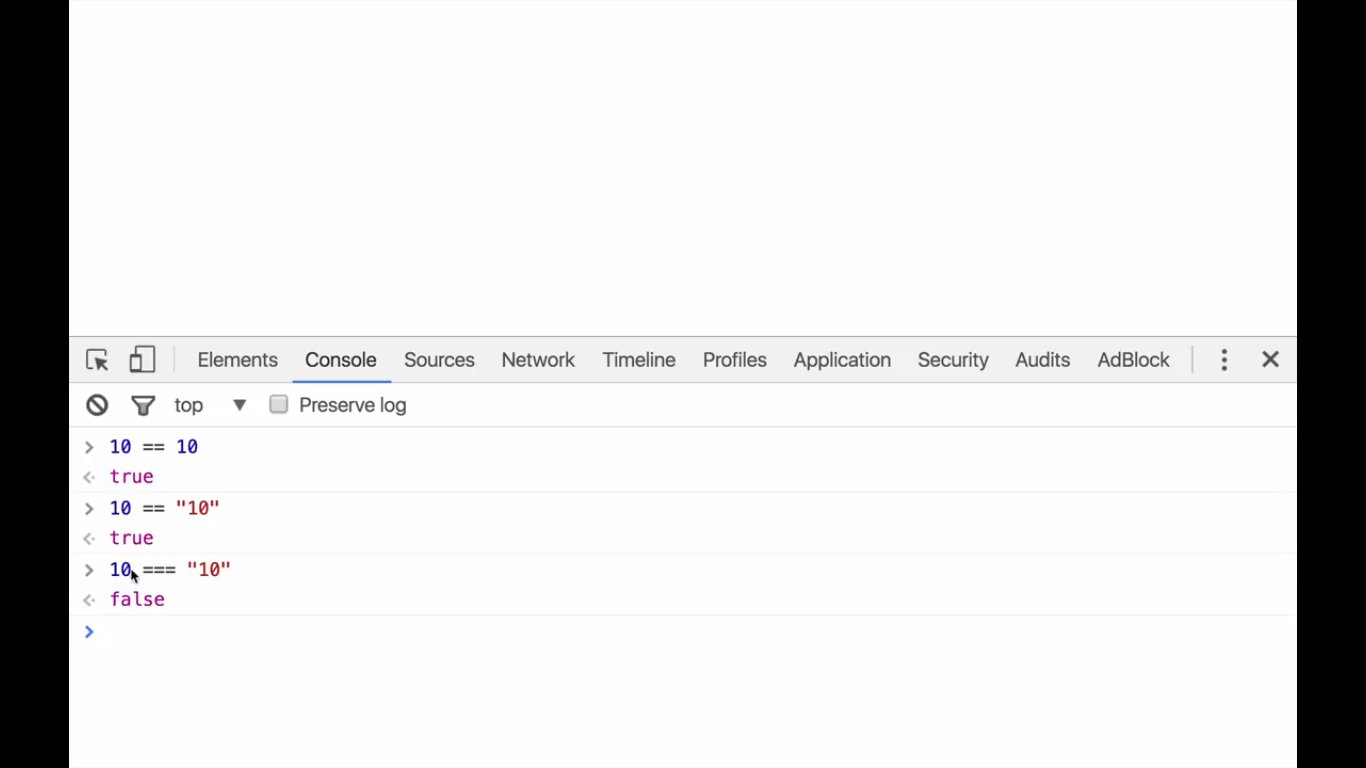 Elements Console Sources Network Timeline Profiles Application Security Audits AdBlock
top Preserve log
10 == 10
true
10 == "10"
true
10 === "10"
false